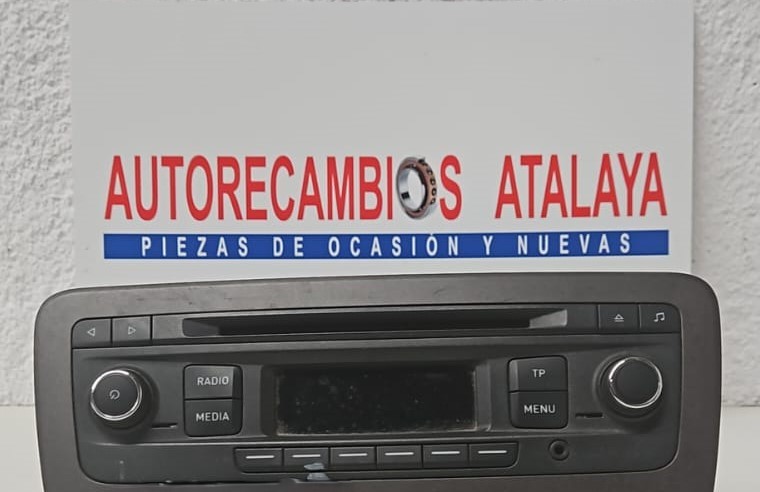 AUTORECAMBIOS ATALAYA
PIEZAS DE OCASIÓN Y NUEVAS
RADIO
MEDIA
TP
MENU